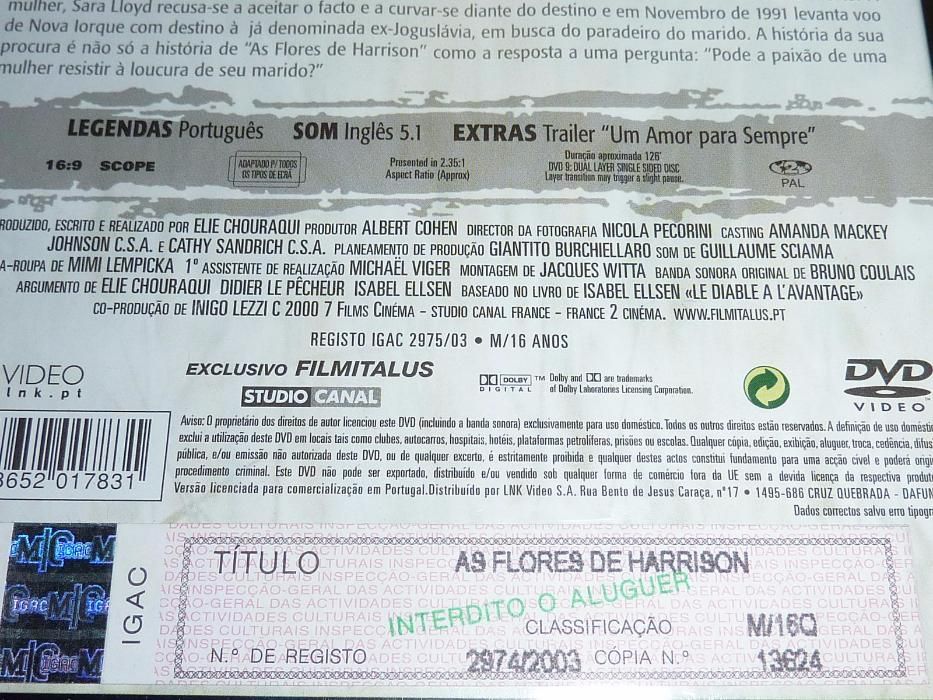 mulher, Sara Lloyd recusa-se a aceitar o facto e a curvar-se diante do destino e em Novembro de 1991 levanta voo
de Nova Iorque com destino à já denominada ex-Joguslávia, em busca do paradeiro do marido. A história da sua
procura é não só a história de "As Flores de Harrison" como a resposta a uma pergunta: "Pode a paixão de uma
mulher resistir à loucura de seu marido?"
LEGENDAS Português SOM Inglês 5.1 EXTRAS Trailer "Um Amor para Sempre"
16:9 SCOPE
ADAPTADO P/ TODOS
OS TIPOS DE ECRÃ
Presented in 2.35:1
Aspect Ratio (Approx)
Duração aproximada 126'
DVD 9: DUAL LAYER SINGLE SIDED DISC
Layer transition may trigger a slight pause.
2
PAL
RODUZIDO, ESCRITO E REALIZADO POR ELIE CHOURAQUI PRODUTOR ALBERT COHEN DIRECTOR DA FOTOGRAFIA NICOLA PECORINI CASTING AMANDA MACKEY
JOHNSON C.S.A. E CATHY SANDRICH C.S.A. PLANEAMENTO DE PRODUÇÃO GIANTITO BURCHIELLARO SOM DE GUILLAUME SCIAMA
A-ROUPA DE MIMI LEMPICKA 1º ASSISTENTE DE REALIZAÇÃO MICHAËL VIGER MONTAGEM DE JACQUES WITTA BANDA SONORA ORIGINAL DE BRUNO COULAIS
ARGUMENTO DE ELIE CHOURAQUI DIDIER LE PÊCHEUR ISABEL ELLSEN BASEADO NO LIVRO DE ISABEL ELLSEN «LE DIABLE A L'AVANTAGE»
CO-PRODUÇÃO DE INIGO LEZZI C 2000 7 FILMS CINÉMA - STUDIO CANAL FRANCE - FRANCE 2 CINÉMA. WWW.FILMITALUS.PT
REGISTO IGAC 2975/03 • M/16 ANOS
VIDEO
lnk.pt
EXCLUSIVO FILMITALUS
STUDIO CANAL
DOLBY
DIGITAL
™ Dolby and are trademarks
of Dolby Laboratories Licensing Corporation.
DVD
VIDEO™
8652 017831
Aviso: O proprietário dos direitos de autor licenciou este DVD (incluindo a banda sonora) exclusivamente para uso doméstico. Todos os outros direitos estão reservados. A definição de uso doméstic
exclui a utilização deste DVD em locais tais como clubes, autocarros, hospitais, hotéis, plataformas petrolíferas, prisões ou escolas. Qualquer cópia, edição, exibição, aluguer, troca, cedência, difus
pública, e/ou emissão não autorizada deste DVD, ou de qualquer excerto, é estritamente proibida e qualquer destes actos constitui fundamento para uma acção cível e poderá origi
procedimento criminal. Este DVD não pode ser exportado, distribuído e/ou vendido sob qualquer forma de comércio fora da UE sem a devida licença da respectiva produt
Versão licenciada para comercialização em Portugal.Distribuído por LNK Video S.A. Rua Bento de Jesus Caraça, nº17 • 1495-686 CRUZ QUEBRADA - DAFUN
Dados correctos salvo erro tipogr
IGAC
TÍTULO AS FLORES DE HARRISON
INTERDITO O ALUGUER
CLASSIFICAÇÃO M/16Q
N.º DE REGISTO 2974/2003 CÓPIA N.º 13624